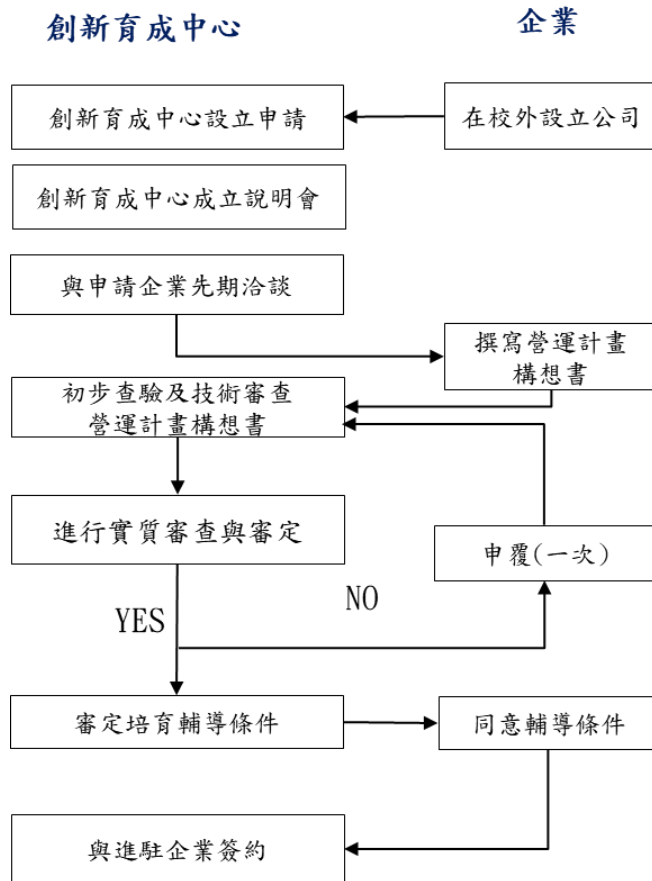 創新育成中心
企業
創新育成中心設立申請
在校外設立公司
創新育成中心成立說明會
與申請企業先期洽談
撰寫營運計畫
構想書
初步查驗及技術審查
營運計畫構想書
進行實質審查與審定
申覆(一次)
NO
YES
審定培育輔導條件
同意輔導條件
與進駐企業簽約